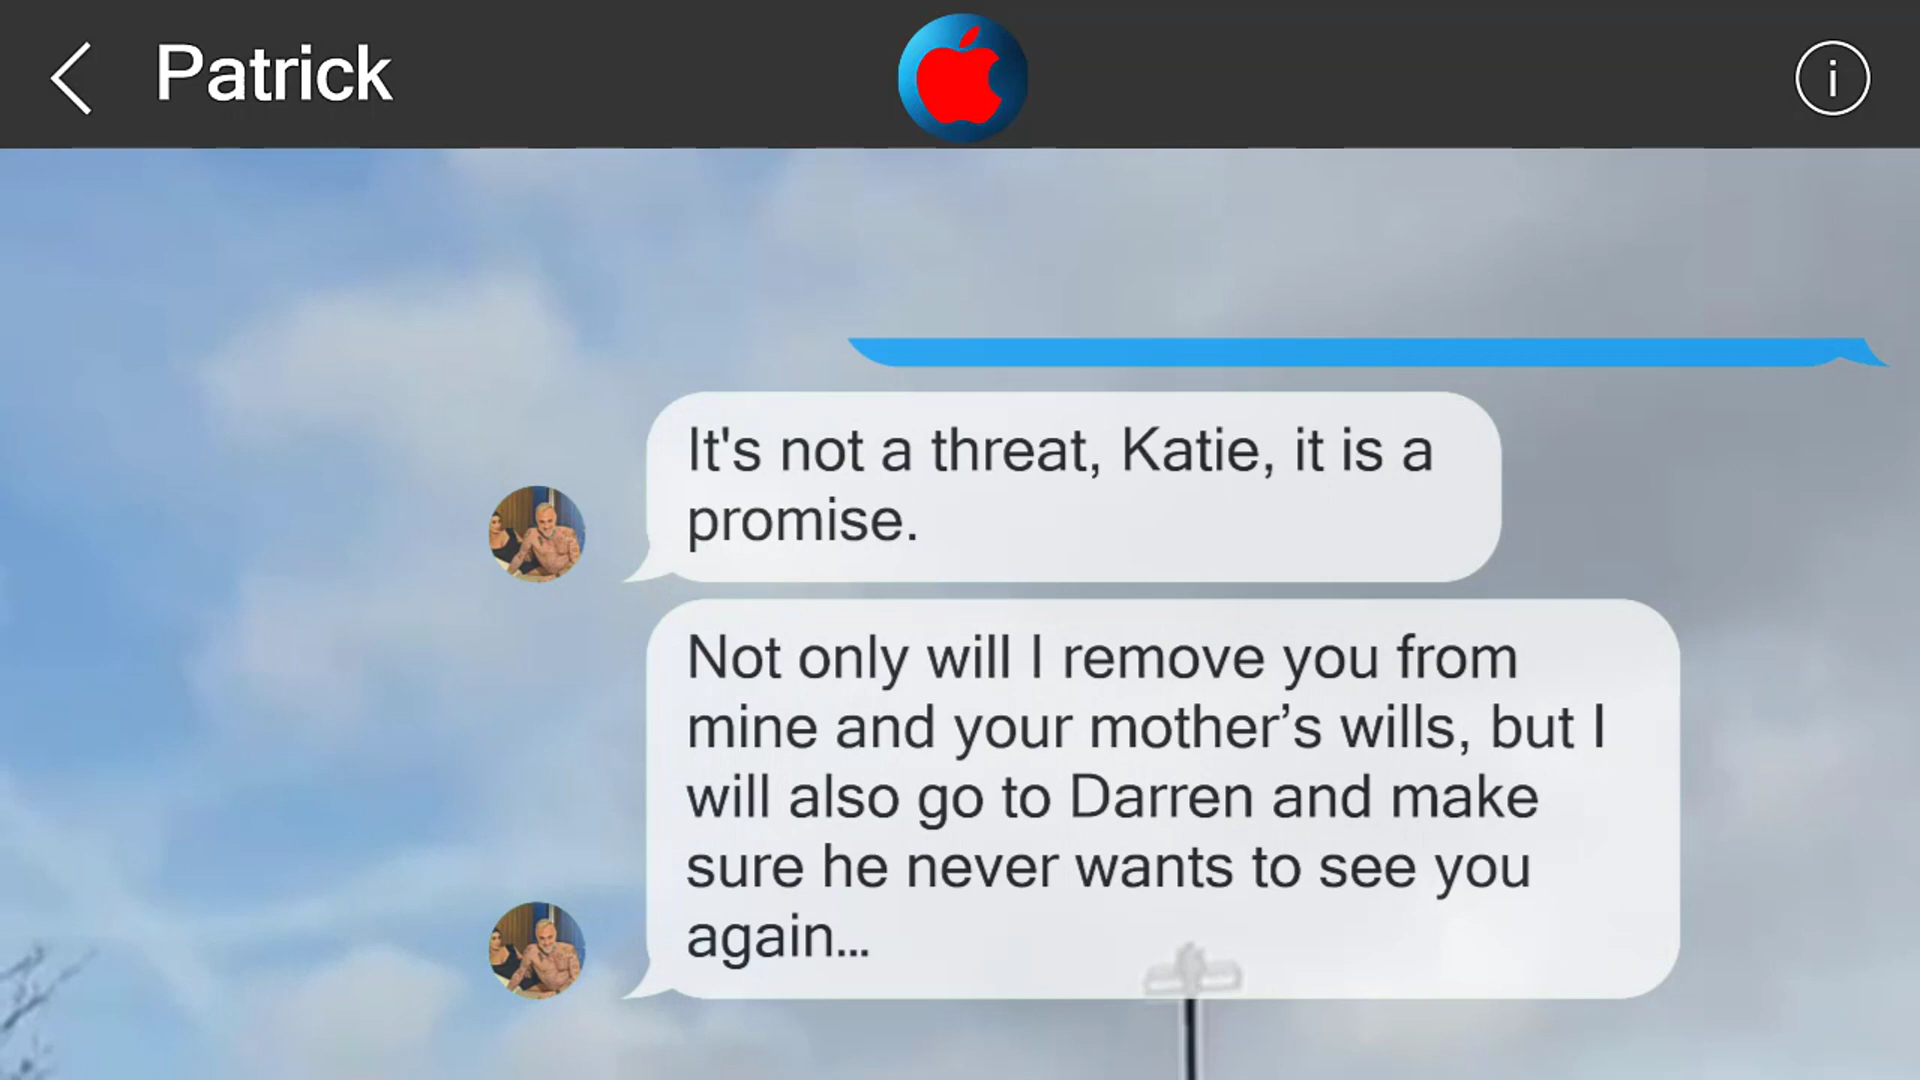 Patrick
It's not a threat, Katie, it is a
promise.
Not only will I remove you from
mine and your mother’s wills, but I
will also go to Darren and make
sure he never wants to see you
again...